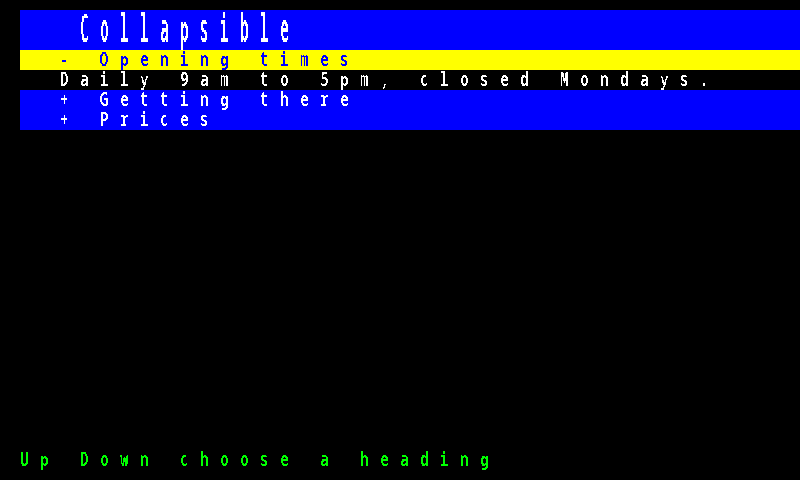 Collapsible
- Opening times
Daily 9am to 5pm, closed Mondays.
+ Getting there
+ Prices
Up Down choose a heading